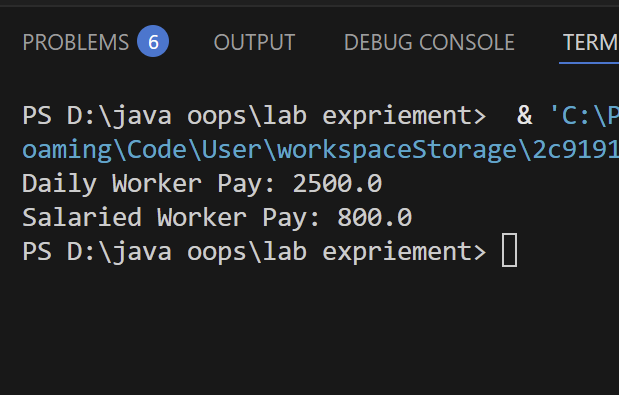 PROBLEMS 6 OUTPUT DEBUG CONSOLE TERM
PS D:\java oops\lab expriement> & 'C:\P
oaming\Code\User\workspaceStorage\2c9191
Daily Worker Pay: 2500.0
Salaried Worker Pay: 800.0
PS D:\java oops\lab expriement>